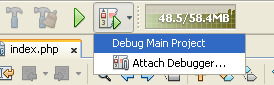 48.5/58.4MB
index.php
Debug Main Project
Attach Debugger...